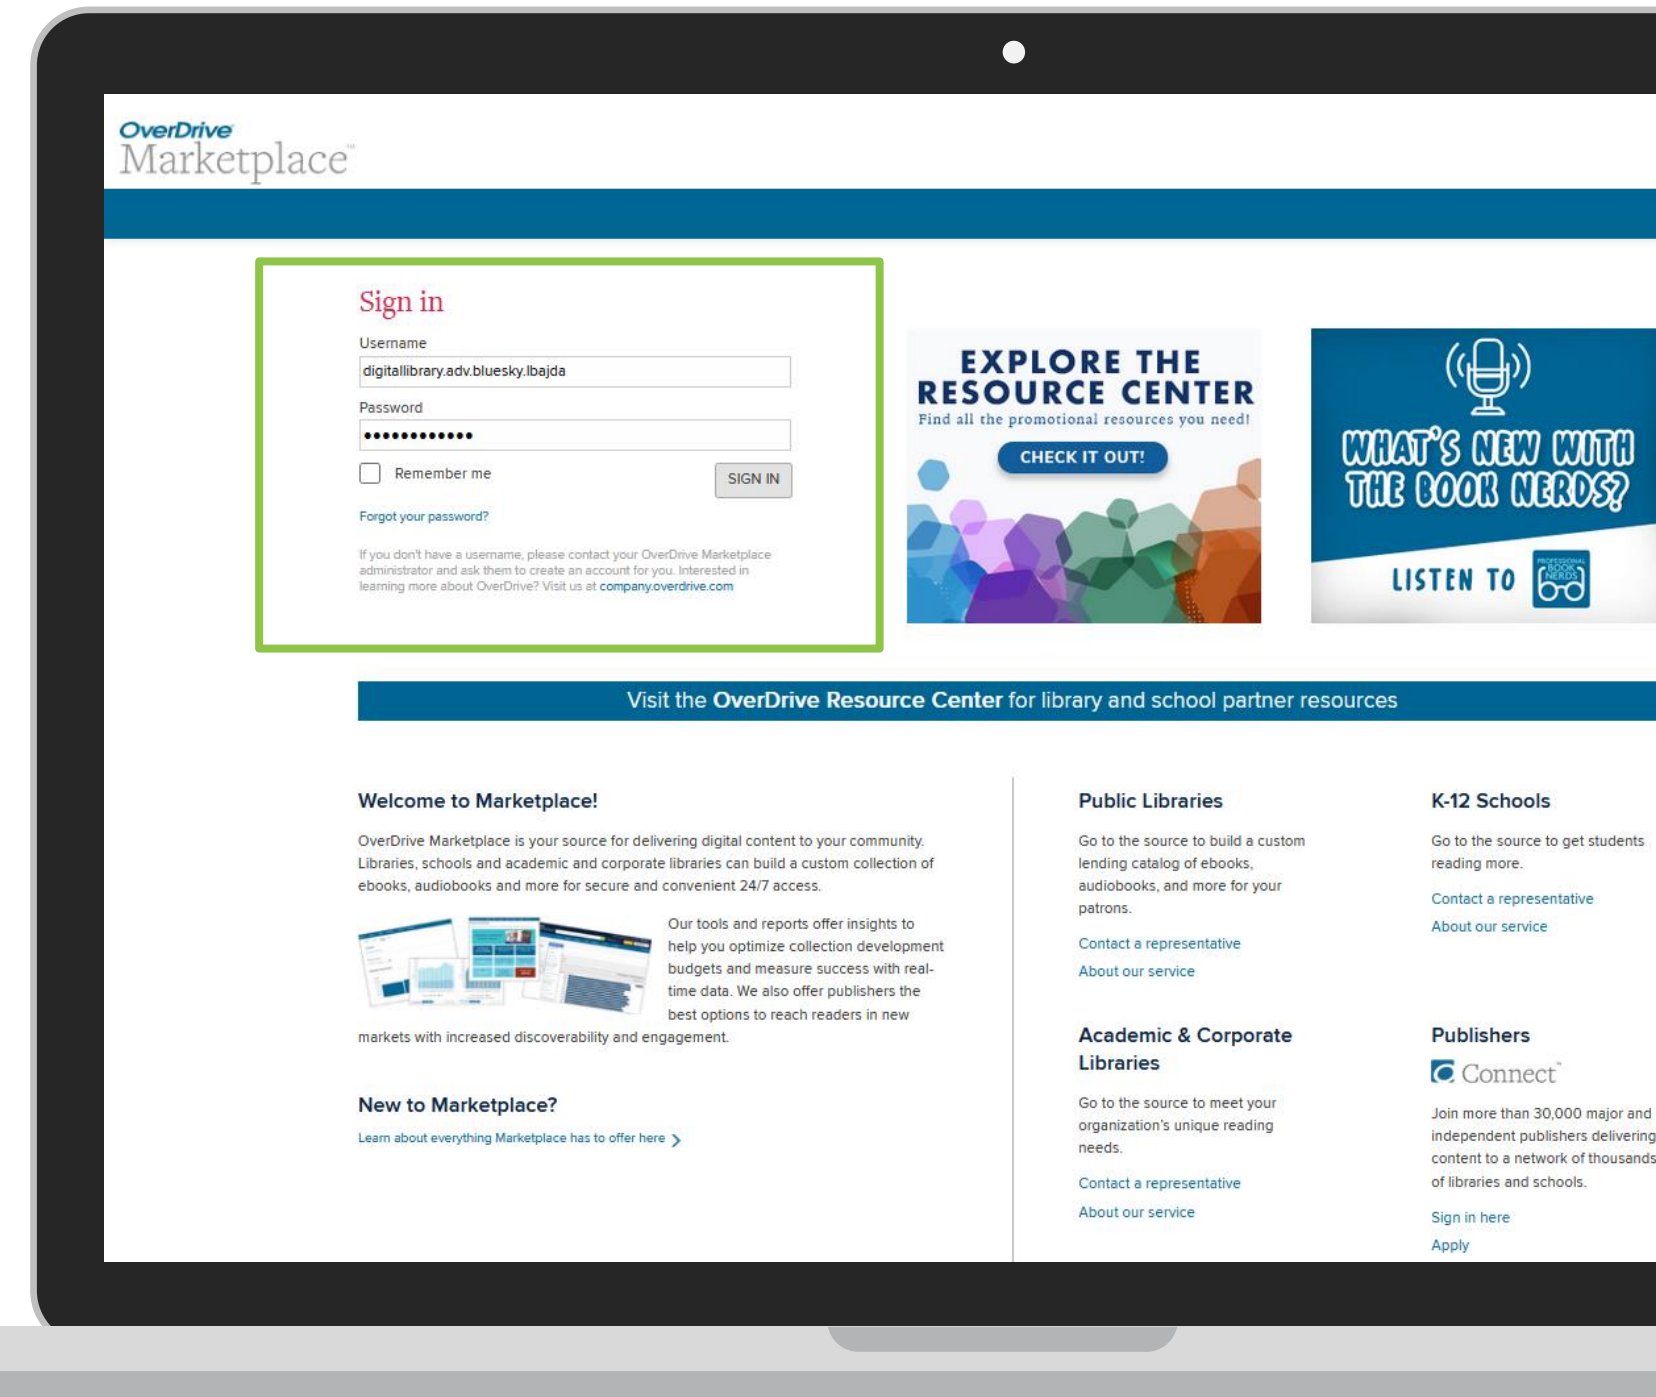 OverDrive
Marketplace™
Sign in
Username
digitallibrary.adv.bluesky.lbajda
Password
••••••••••••
Remember me
SIGN IN
Forgot your password?
If you don't have a username, please contact your OverDrive Marketplace
administrator and ask them to create an account for you. Interested in
learning more about OverDrive? Visit us at company.overdrive.com
EXPLORE THE
RESOURCE CENTER
Find all the promotional resources you need!
CHECK IT OUT!
WHAT'S NEW WITH
THE BOOK NERDS?
LISTEN TO
PROFESSIONAL
BOOK
NERDS
Visit the OverDrive Resource Center for library and school partner resources
Welcome to Marketplace!
OverDrive Marketplace is your source for delivering digital content to your community.
Libraries, schools and academic and corporate libraries can build a custom collection of
ebooks, audiobooks and more for secure and convenient 24/7 access.
Our tools and reports offer insights to
help you optimize collection development
budgets and measure success with real-
time data. We also offer publishers the
best options to reach readers in new
markets with increased discoverability and engagement.
New to Marketplace?
Learn about everything Marketplace has to offer here
Public Libraries
Go to the source to build a custom
lending catalog of ebooks,
audiobooks, and more for your
patrons.
Contact a representative
About our service
K-12 Schools
Go to the source to get students
reading more.
Contact a representative
About our service
Academic & Corporate
Libraries
Go to the source to meet your
organization's unique reading
needs.
Contact a representative
About our service
Publishers
Connect™
Join more than 30,000 major and
independent publishers delivering
content to a network of thousands
of libraries and schools.
Sign in here
Apply